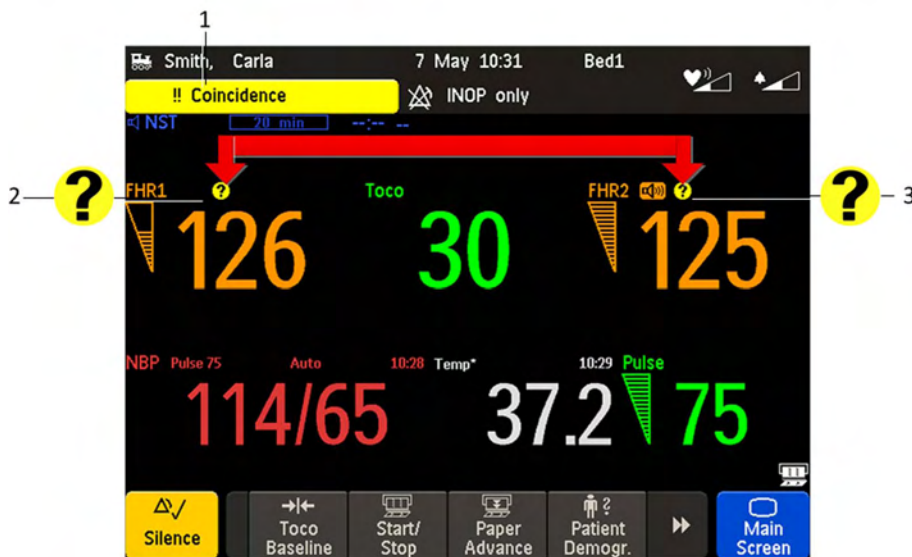 1
Smith, Carla 7 May 10:31 Bed1
!! Coincidence INOP only
NST 20 min --:-- --
2 ? ? ? ? 3
FHR1 Toco FHR2
126 30 125
NBP Pulse 75 Auto 10:28 Temp* 10:29 Pulse
114/65 37.2 75
Silence
Toco Baseline
Start/ Stop
Paper Advance
Patient Demogr.
Main Screen